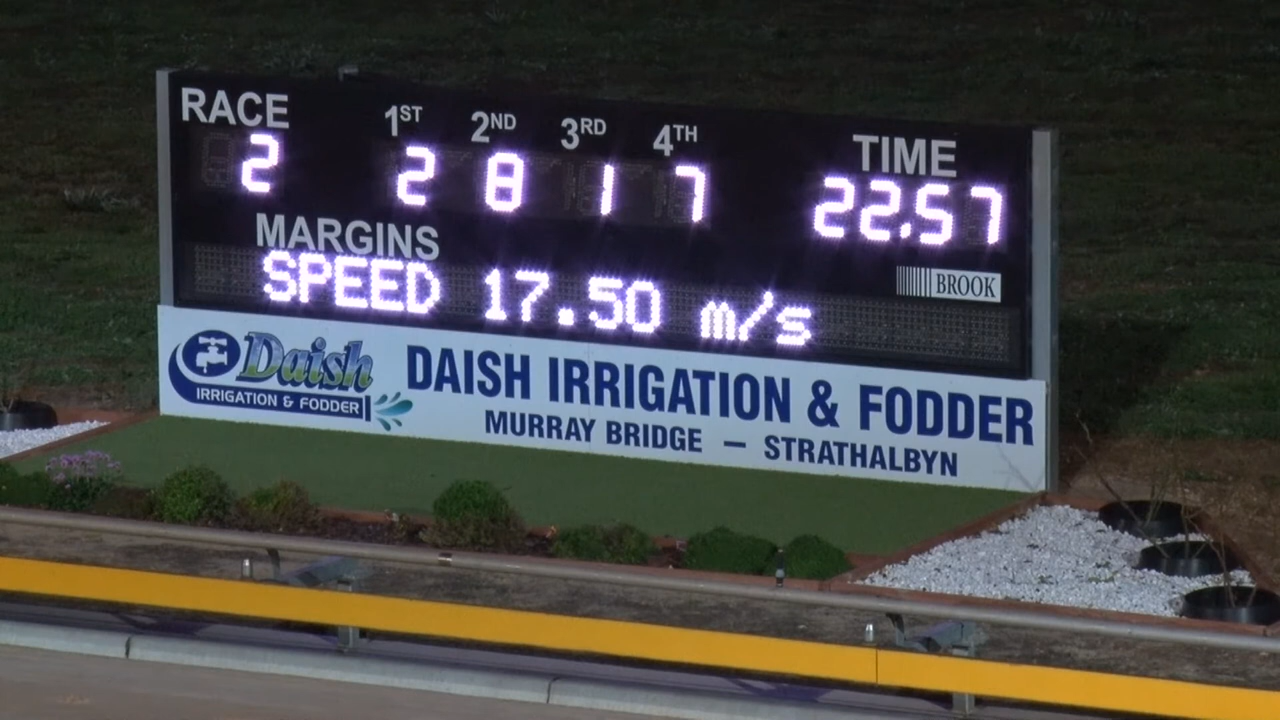 RACE 1ST 2ND 3RD 4TH TIME
2 2 8 1 7 22.57
MARGINS
SPEED 17.50 m/s
BROOK
Daish
IRRIGATION & FODDER
DAISH IRRIGATION & FODDER
MURRAY BRIDGE – STRATHALBYN